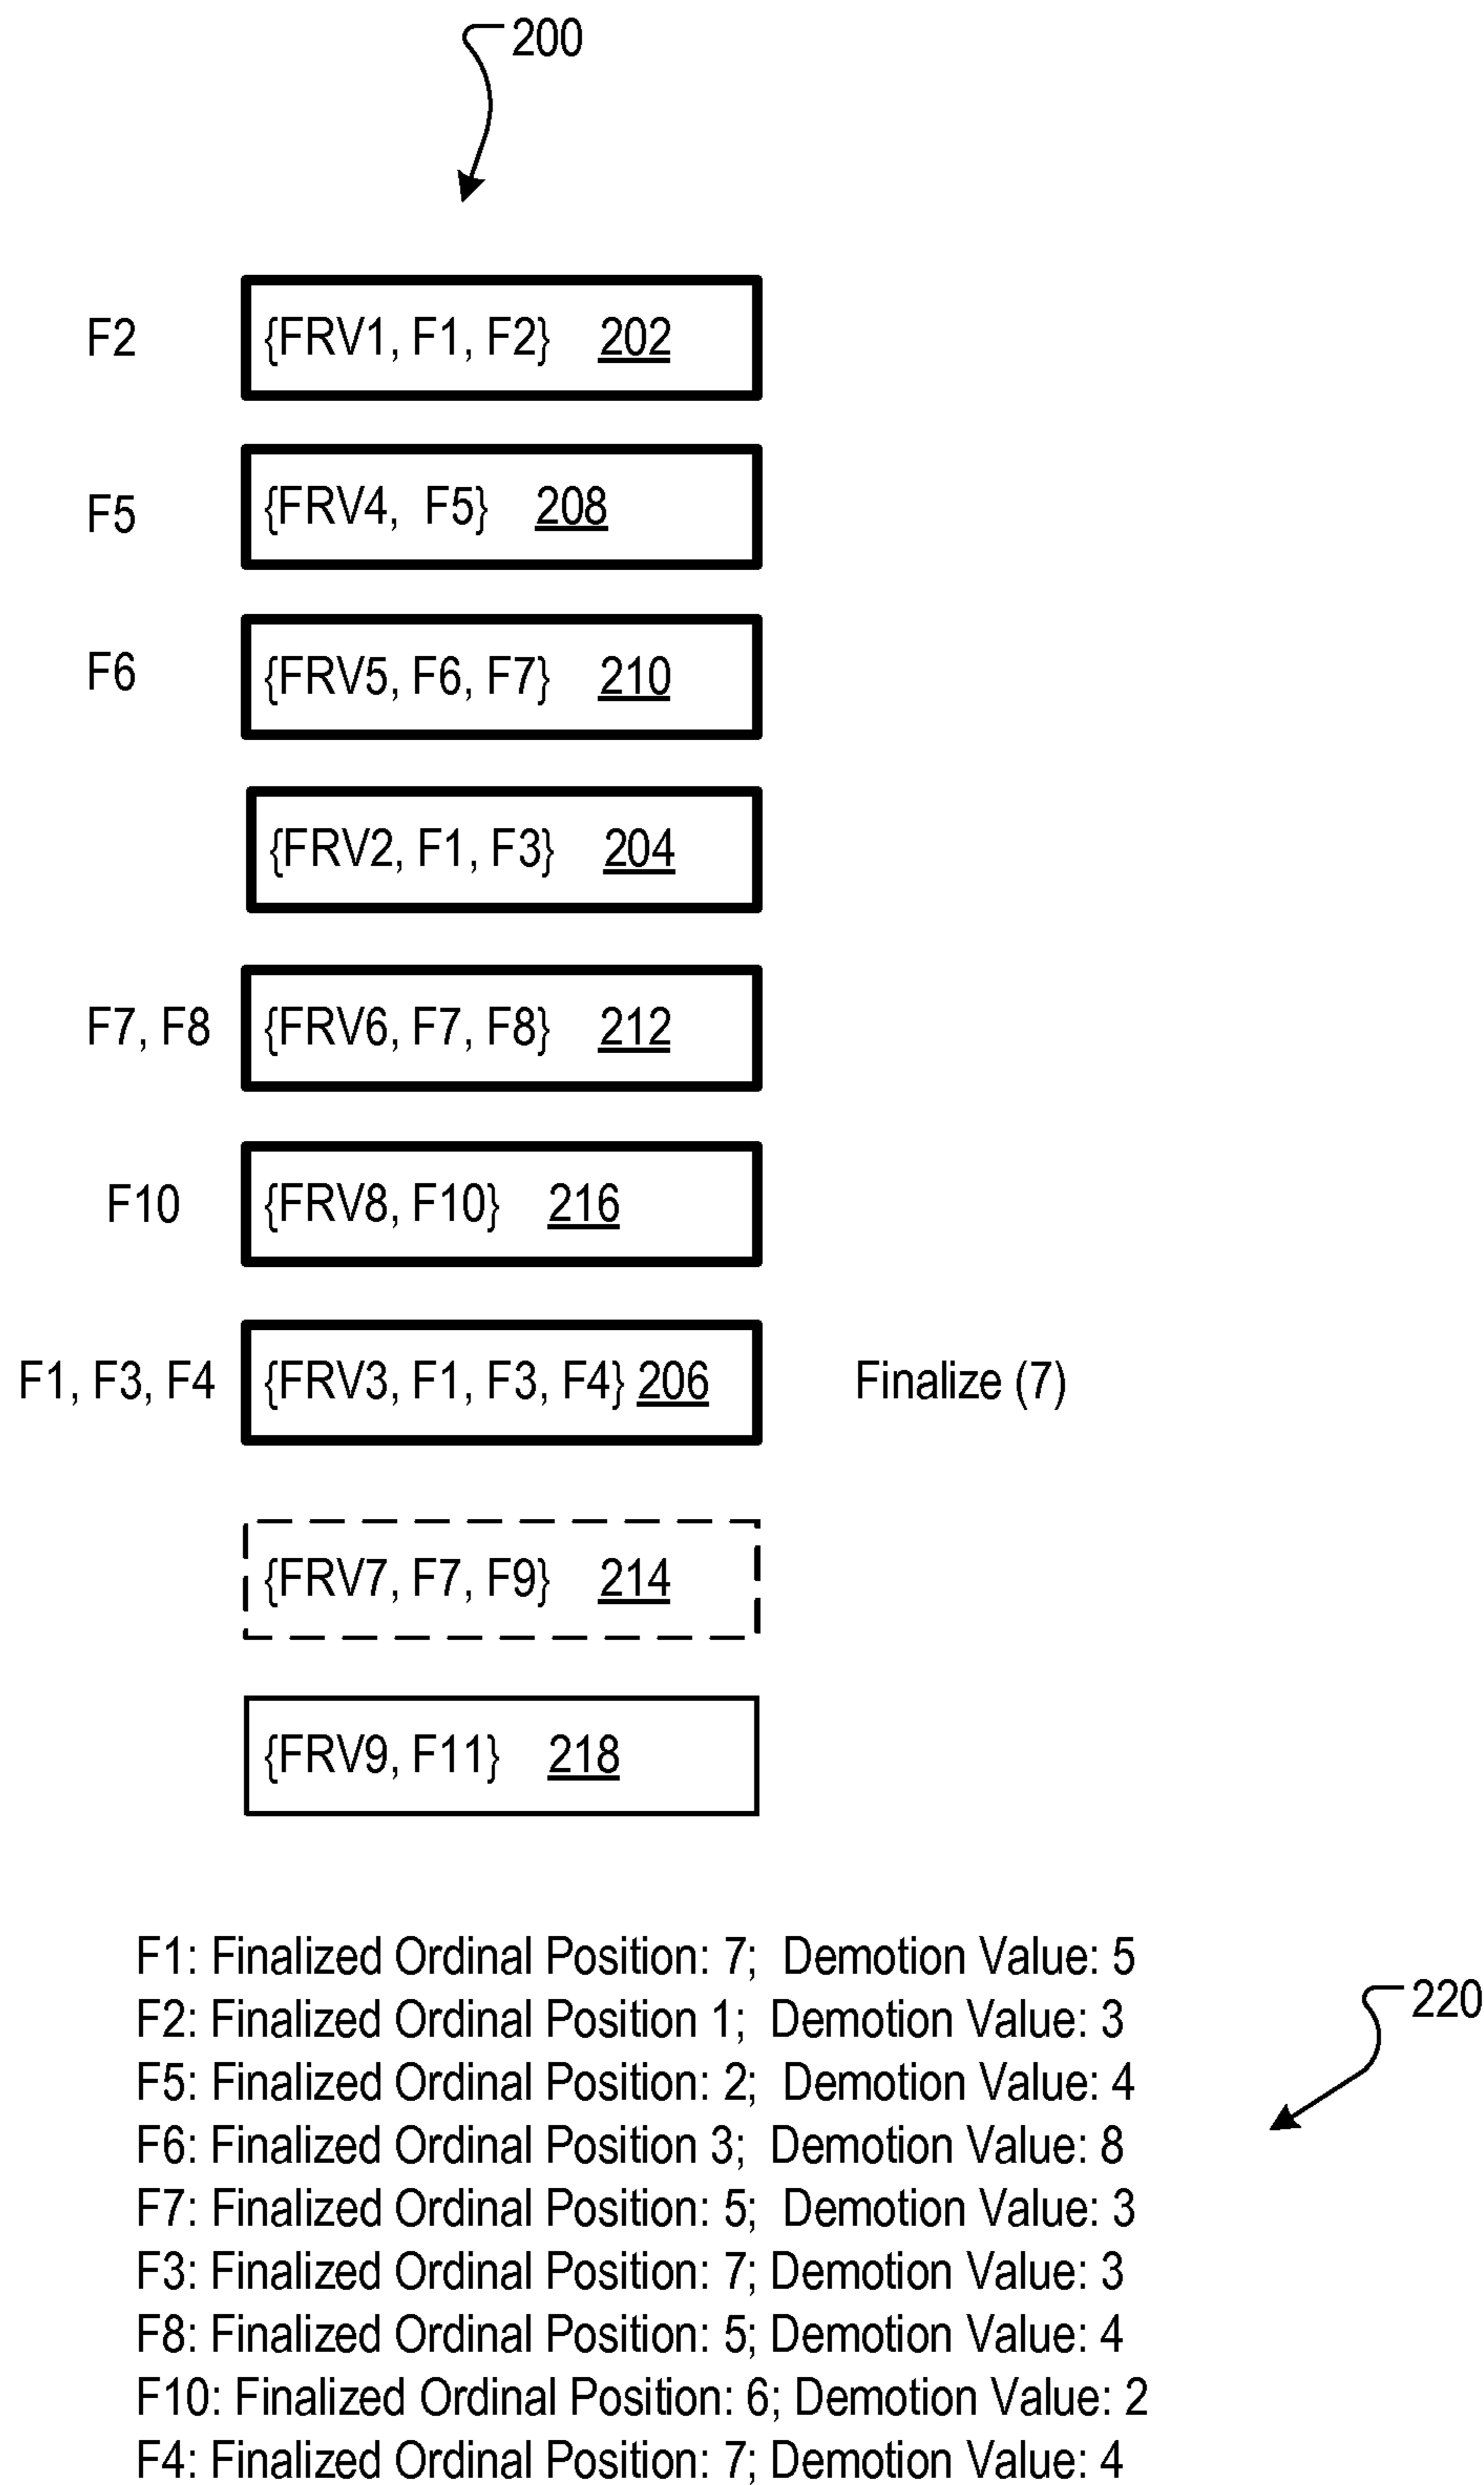 200
F2 {FRV1, F1, F2} 202
F5 {FRV4, F5} 208
F6 {FRV5, F6, F7} 210
{FRV2, F1, F3} 204
F7, F8 {FRV6, F7, F8} 212
F10 {FRV8, F10} 216
F1, F3, F4 {FRV3, F1, F3, F4} 206 Finalize (7)
{FRV7, F7, F9} 214
{FRV9, F11} 218
F1: Finalized Ordinal Position: 7; Demotion Value: 5
F2: Finalized Ordinal Position 1; Demotion Value: 3
220
F5: Finalized Ordinal Position: 2; Demotion Value: 4
F6: Finalized Ordinal Position 3; Demotion Value: 8
F7: Finalized Ordinal Position: 5; Demotion Value: 3
F3: Finalized Ordinal Position: 7; Demotion Value: 3
F8: Finalized Ordinal Position: 5; Demotion Value: 4
F10: Finalized Ordinal Position: 6; Demotion Value: 2
F4: Finalized Ordinal Position: 7; Demotion Value: 4